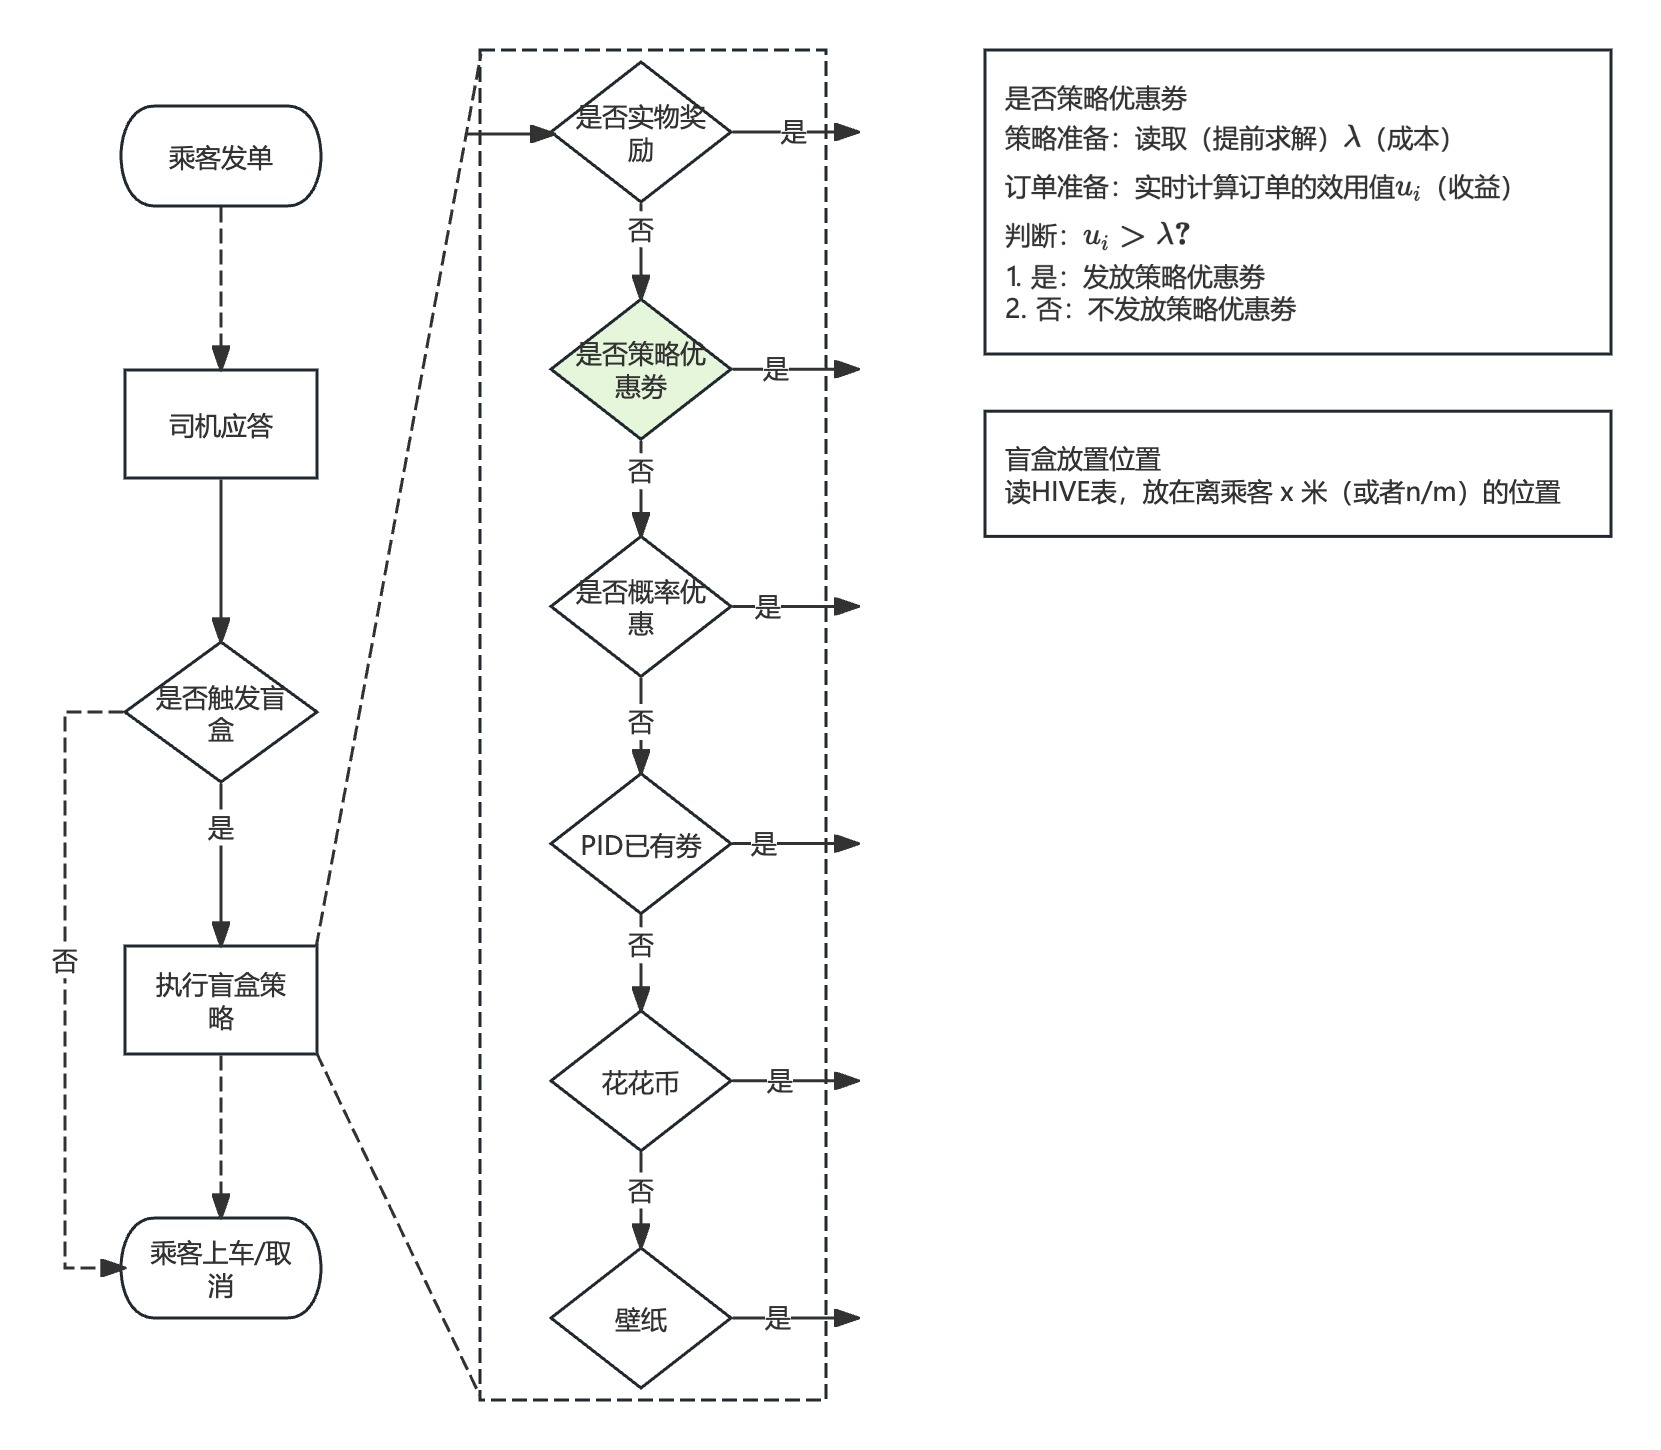 乘客发单
司机应答
是否触发盲
盒
是
否
执行盲盒策
略
乘客上车/取
消
是否实物奖
励
是
否
是否策略优
惠劵
是
否
是否概率优
惠
是
否
PID已有劵
是
否
花花币
是
否
壁纸
是
是否策略优惠劵
策略准备：读取（提前求解）λ（成本）
订单准备：实时计算订单的效用值u_i（收益）
判断：u_i > λ?
1. 是：发放策略优惠劵
2. 否：不发放策略优惠劵
盲盒放置位置
读HIVE表，放在离乘客 x 米（或者n/m）的位置